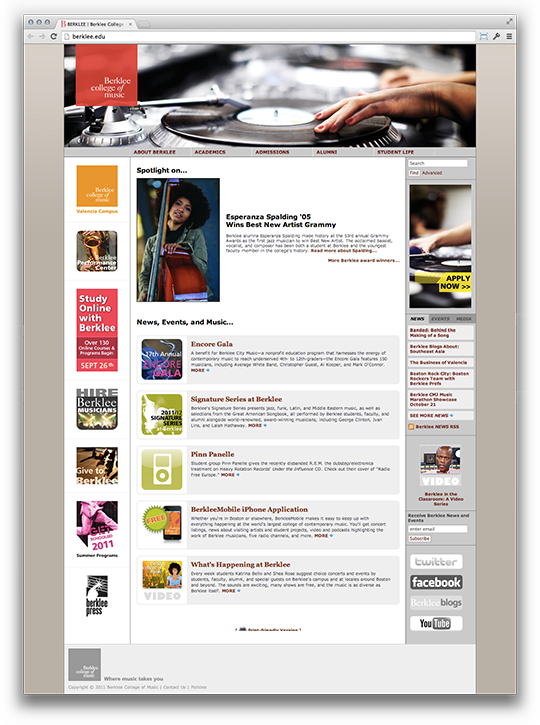 BERKLEE | Berklee College
berklee.edu
Berklee
college of
music
ABOUT BERKLEE ACADEMICS ADMISSIONS ALUMNI STUDENT LIFE
Berklee
college of
music
Valencia Campus
Berklee
Performance
Center
Study
Online
with
Berklee
Over 130
Online Courses &
Programs Begin
SEPT 26th
HIRE
Berklee
MUSICIANS
Give to
Berklee
2011
Summer Programs
berklee
press
Spotlight on...
Esperanza Spalding '05
Wins Best New Artist Grammy
Berklee alumna Esperanza Spalding made history at the 53rd annual Grammy
Awards as the first jazz musician to win Best New Artist. The acclaimed bassist,
vocalist, and composer has been both a student at Berklee and the youngest
faculty member in the college's history. Read more about Spalding...
More Berklee award winners...
News, Events, and Music...
17th Annual
ENCORE
GALA
Encore Gala
A benefit for Berklee City Music—a nonprofit education program that harnesses the energy of
contemporary music to reach underserved 4th- to 12th-graders—the Encore Gala features 150
musicians, including Average White Band, Christopher Guest, Al Kooper, and Mark O'Connor.
MORE
2011/12
SIGNATURE
SERIES
at Berklee
Signature Series at Berklee
Berklee's Signature Series presents jazz, funk, Latin, and Middle Eastern music, as well as
selections from the Great American Songbook, all performed by Berklee students, faculty, and
alumni alongside world-renowned, award-winning musicians, including George Clinton, Ivan
Lins, and Lalah Hathaway. MORE
Pinn Panelle
Student group Pinn Panelle gives the recently disbanded R.E.M. the dubstep/electronica
treatment on Heavy Rotation Records' Under the Influence CD. Check out their cover of "Radio
Free Europe." MORE
FREE
BerkleeMobile iPhone Application
Whether you're in Boston or elsewhere, BerkleeMobile makes it easy to keep up with
everything happening at the world's largest college of contemporary music. You'll get concert
listings, news about visiting artists and student projects, video and podcasts highlighting the
work of Berklee musicians, five radio channels, and more. MORE
VIDEO
What's Happening at Berklee
Every week students Katrina Bello and Shea Rose suggest choice concerts and events by
students, faculty, alumni, and special guests on Berklee's campus and at locales around Boston
and beyond. The sounds are exciting, many shows are free, and the music is as diverse as
Berklee itself. MORE
[ Print-friendly Version ]
Search
Find Advanced
APPLY
NOW >>
NEWS EVENTS MEDIA
Banded: Behind the
Making of a Song
Berklee Blogs About:
Southeast Asia
The Business of Valencia
Boston Rock City: Boston
Rockers Team with
Berklee Profs
Berklee CMJ Music
Marathon Showcase
October 21
SEE MORE NEWS
Berklee NEWS RSS
VIDEO
Berklee in the
Classroom: A Video
Series
Receive Berklee News and
Events
enter email
Subscribe
twitter
facebook
Berklee blogs
YouTube
Berklee
college of
music
Where music takes you
Copyright © 2011 Berklee College of Music | Contact Us | Policies